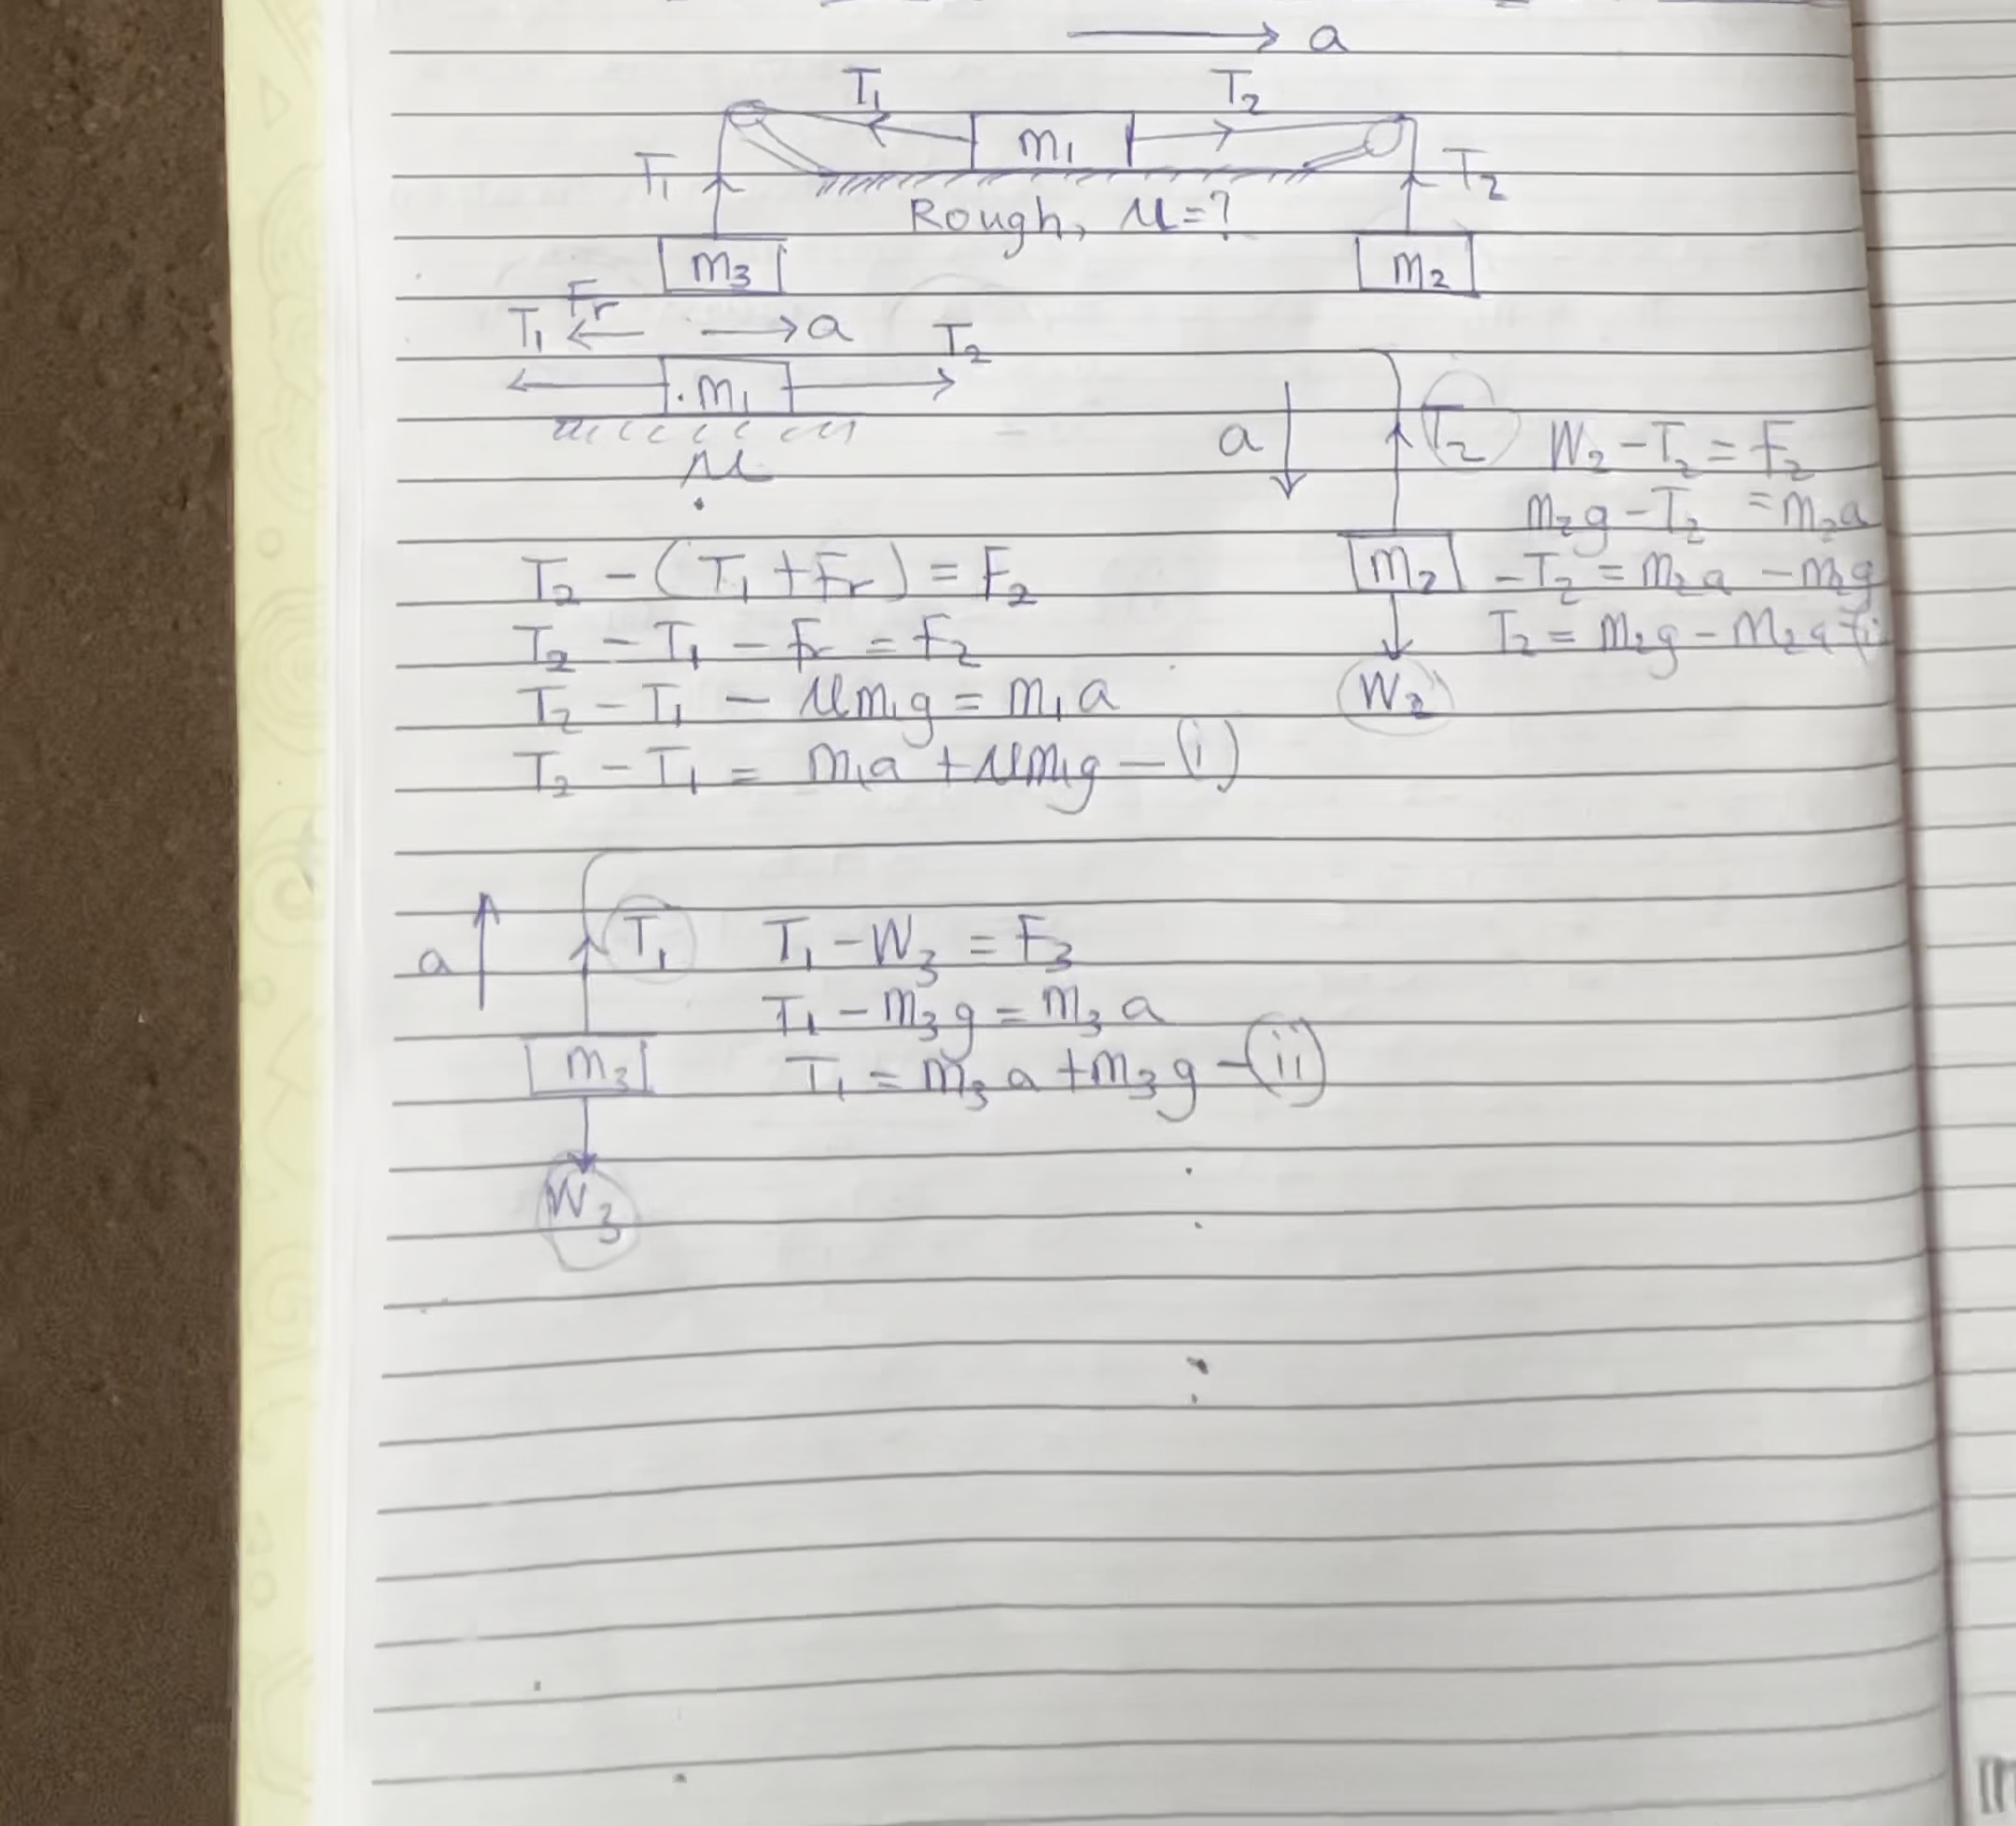 → a
T₁ T₂
m₁
T₁ T₂
Rough, μ=?
m₃ m₂
Fr
T₁ ← → a T₂
m₁
μ
T₂ - (T₁ + Fr) = F₂
T₂ - T₁ - Fr = F₂
T₂ - T₁ - μm₁g = m₁a
T₂ - T₁ = m₁a + μm₁g - (i)
a T₂ W₂ - T₂ = F₂
m₂g - T₂ = m₂a
m₂ -T₂ = m₂a - m₂g
T₂ = m₂g - m₂a
W₂
a T₁ T₁ - W₃ = F₃
T₁ - m₃g = m₃a
m₃ T₁ = m₃a + m₃g - (ii)
W₃